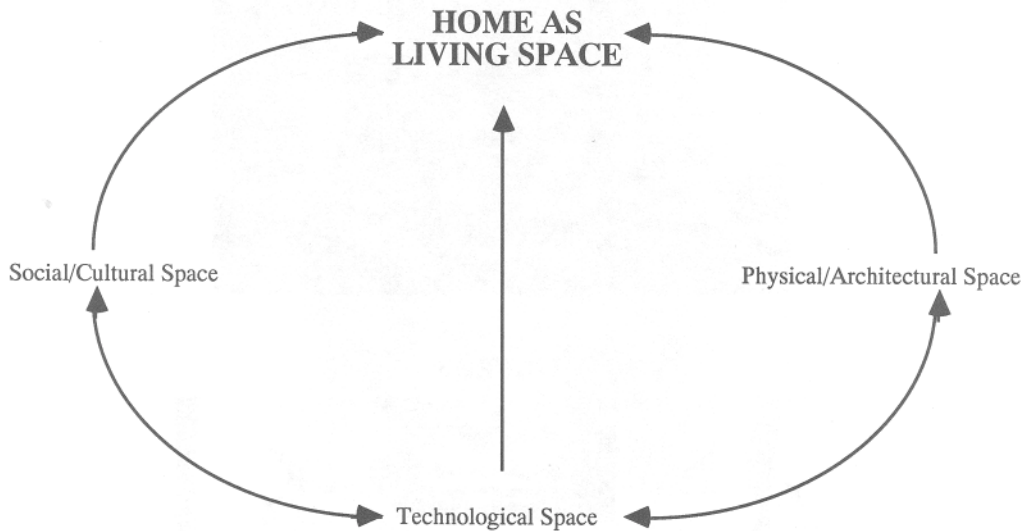 HOME AS
LIVING SPACE
Social/Cultural Space
Physical/Architectural Space
Technological Space